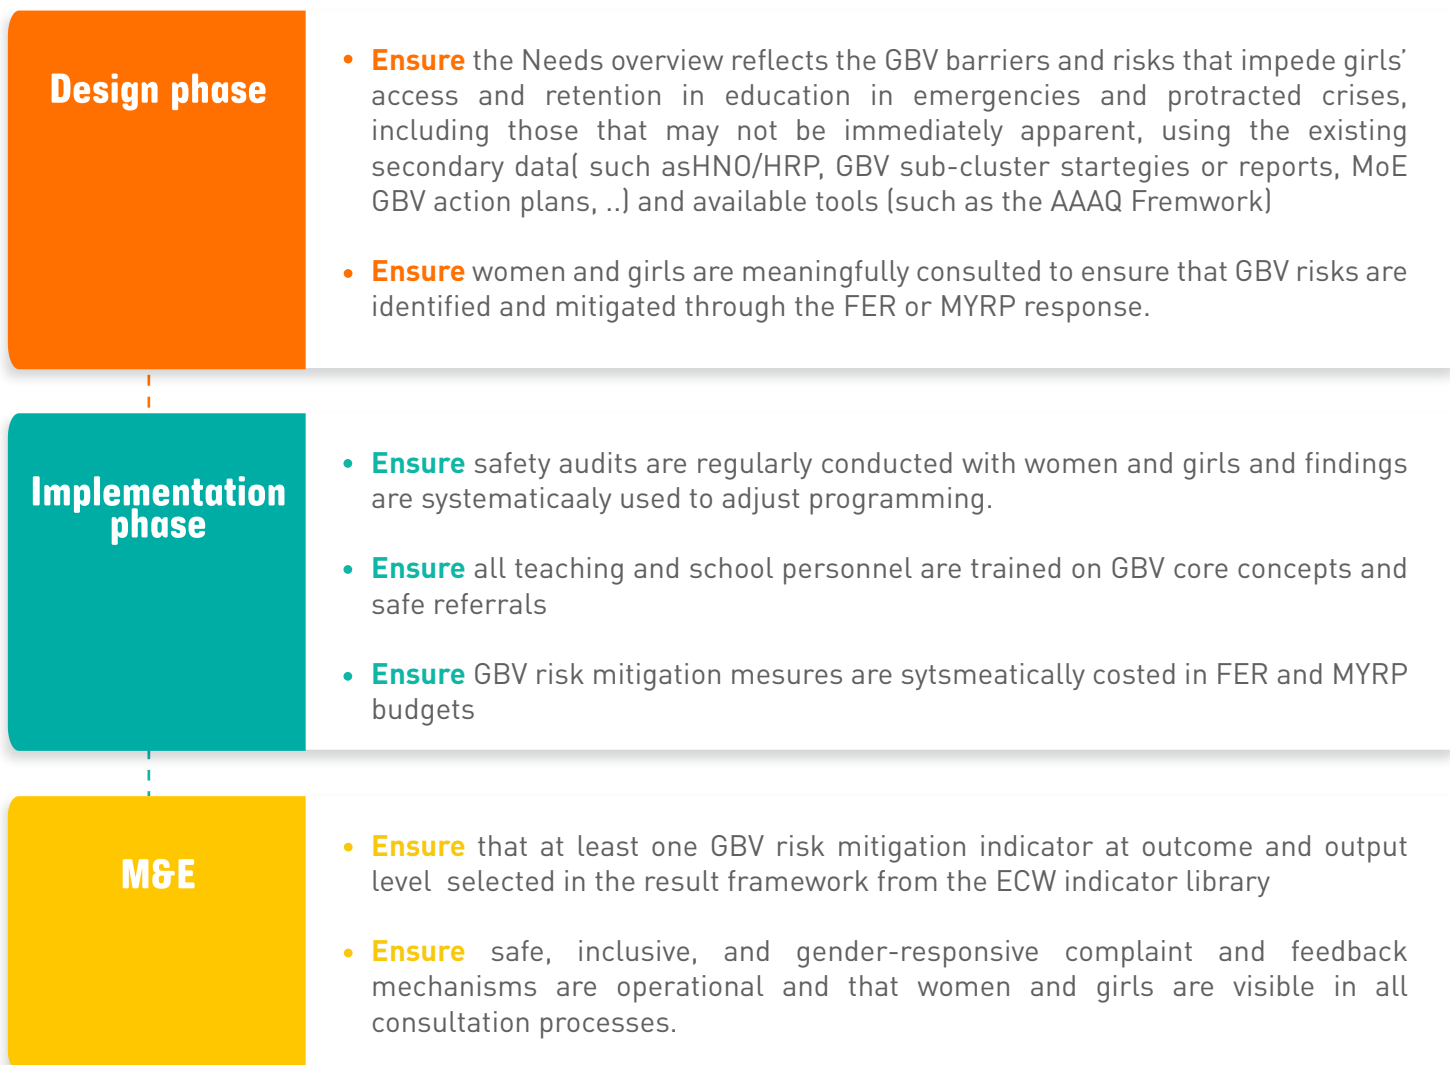 Design phase
• Ensure the Needs overview reflects the GBV barriers and risks that impede girls’
access and retention in education in emergencies and protracted crises,
including those that may not be immediately apparent, using the existing
secondary data( such asHNO/HRP, GBV sub-cluster startegies or reports, MoE
GBV action plans, ..) and available tools (such as the AAAQ Fremwork)
• Ensure women and girls are meaningfully consulted to ensure that GBV risks are
identified and mitigated through the FER or MYRP response.
Implementation
phase
• Ensure safety audits are regularly conducted with women and girls and findings
are systematicaaly used to adjust programming.
• Ensure all teaching and school personnel are trained on GBV core concepts and
safe referrals
• Ensure GBV risk mitigation mesures are sytsmeatically costed in FER and MYRP
budgets
M&E
• Ensure that at least one GBV risk mitigation indicator at outcome and output
level selected in the result framework from the ECW indicator library
• Ensure safe, inclusive, and gender-responsive complaint and feedback
mechanisms are operational and that women and girls are visible in all
consultation processes.